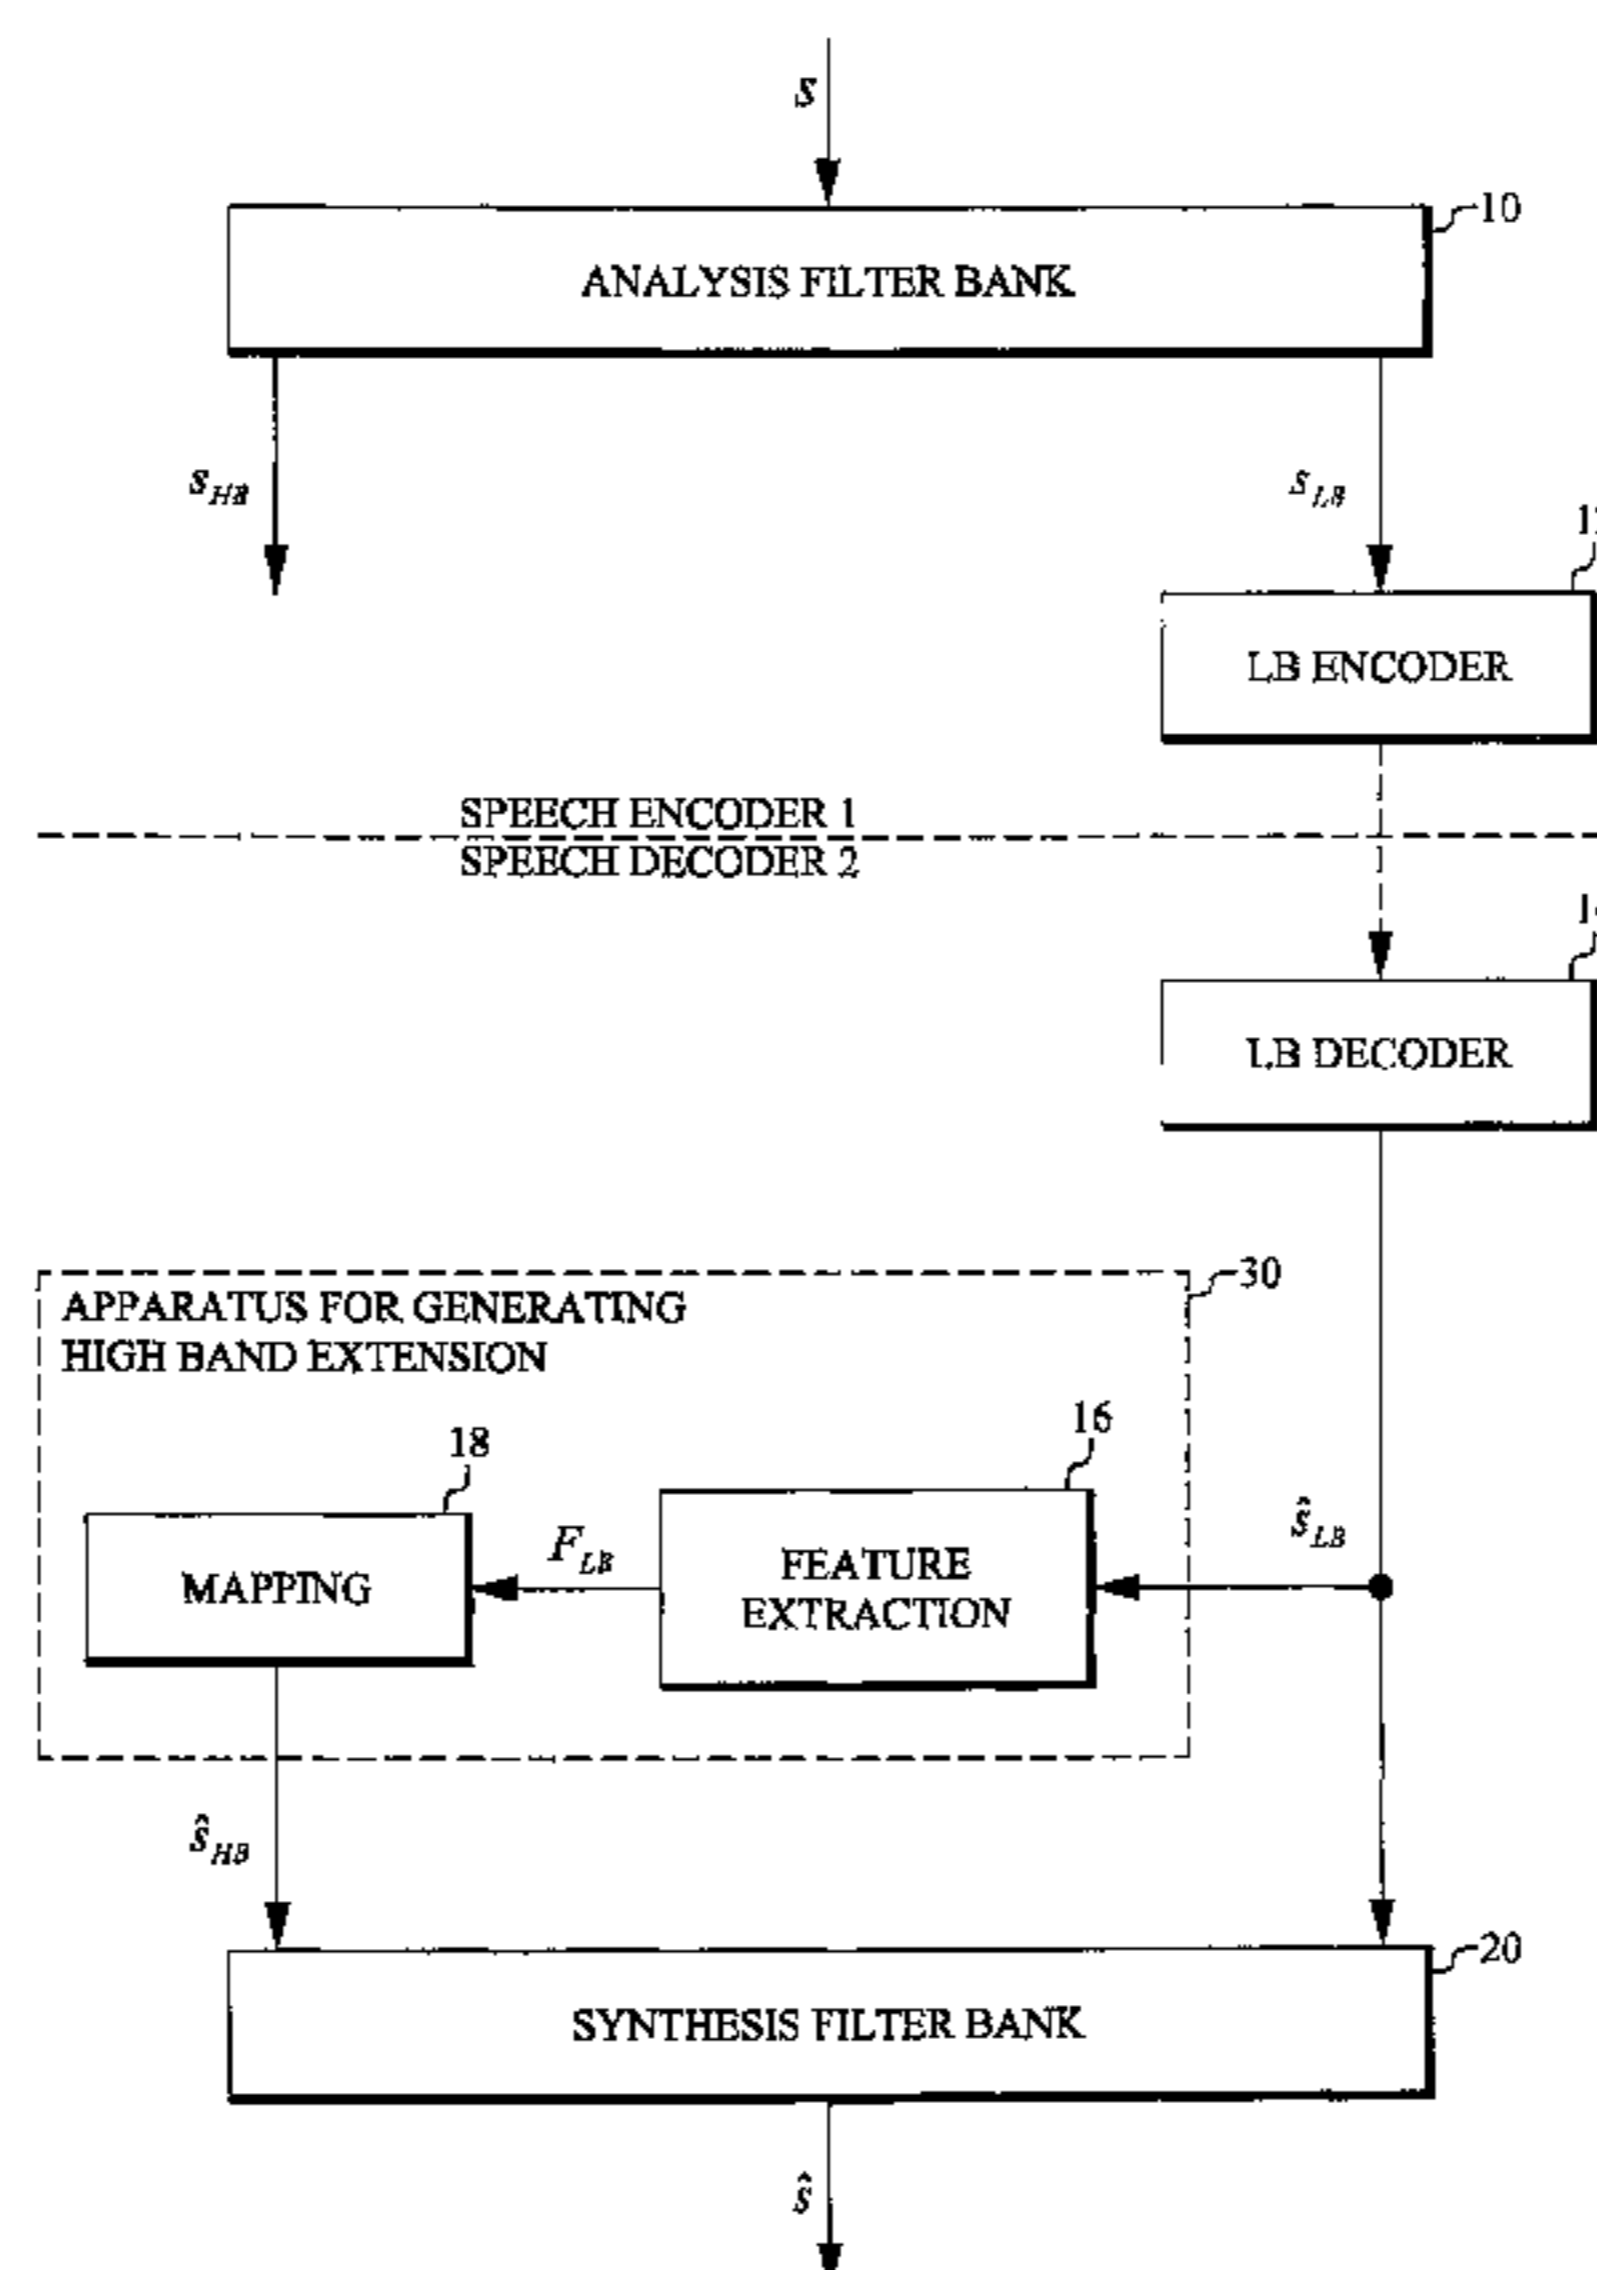 s
10
ANALYSIS FILTER BANK
s_HB
s_LB
LB ENCODER
SPEECH ENCODER 1
SPEECH DECODER 2
LB DECODER
30
APPARATUS FOR GENERATING
HIGH BAND EXTENSION
18
16
ŝ_LB
F_LB
MAPPING
FEATURE
EXTRACTION
ŝ_HB
20
SYNTHESIS FILTER BANK
ŝ